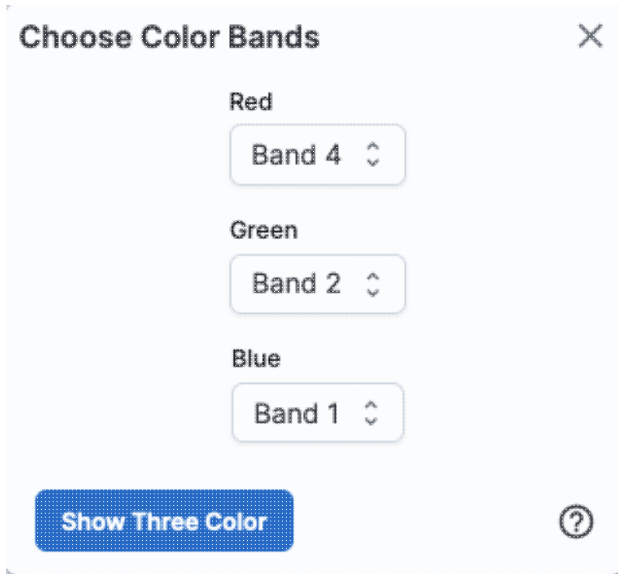 Choose Color Bands
Red
Band 4
Green
Band 2
Blue
Band 1
Show Three Color